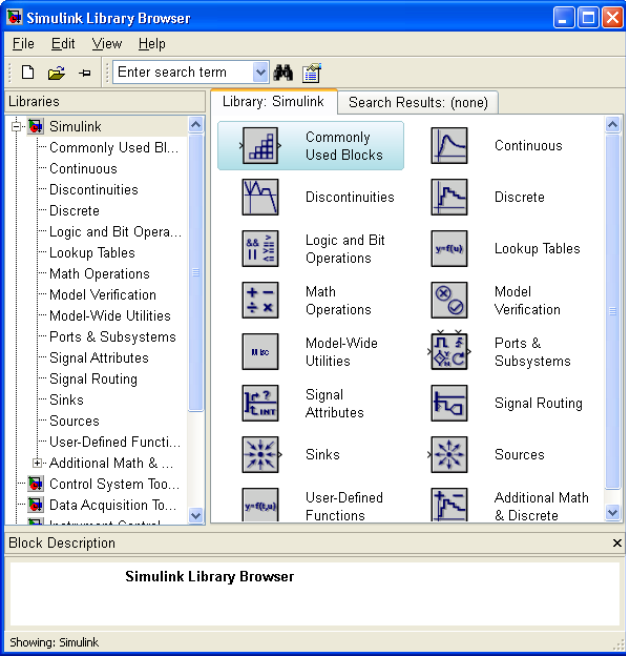 Simulink Library Browser
File Edit View Help
Enter search term
Libraries
Library: Simulink Search Results: (none)
Simulink
Commonly Used Bl...
Continuous
Discontinuities
Discrete
Logic and Bit Opera...
Lookup Tables
Math Operations
Model Verification
Model-Wide Utilities
Ports & Subsystems
Signal Attributes
Signal Routing
Sinks
Sources
User-Defined Functi...
Additional Math & ...
Control System Too...
Data Acquisition To...
Instrument Control
Commonly
Used Blocks
Continuous
Discontinuities
Discrete
&& >=
|| <=
Logic and Bit
Operations
y=f(u)
Lookup Tables
+ −
÷ ×
Math
Operations
Model
Verification
Misc
Model-Wide
Utilities
Ports &
Subsystems
?
INT
Signal
Attributes
Signal Routing
Sinks
Sources
y=f(t,u)
User-Defined
Functions
+ −
Additional Math
& Discrete
Block Description
Simulink Library Browser
Showing: Simulink